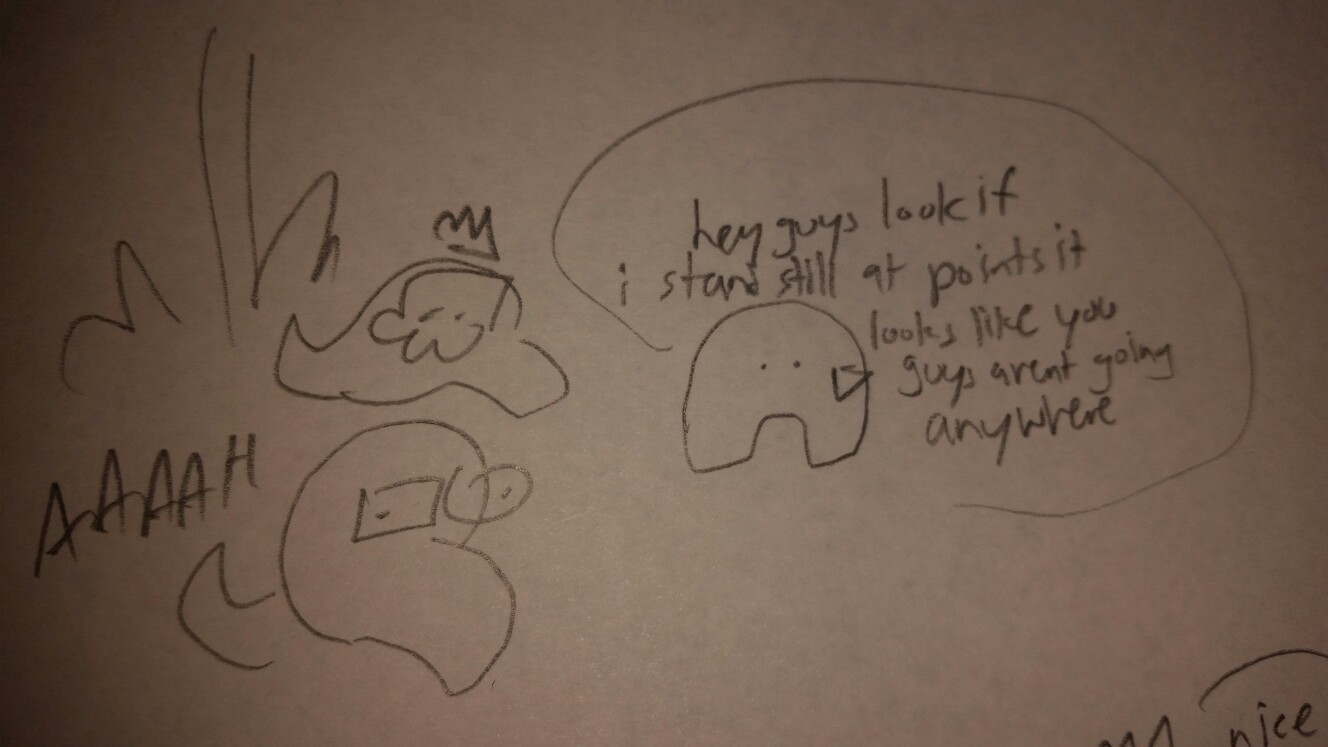 hey guys look if
i stand still at points it
looks like you
guys arent going
anywhere
AAAAH
nice